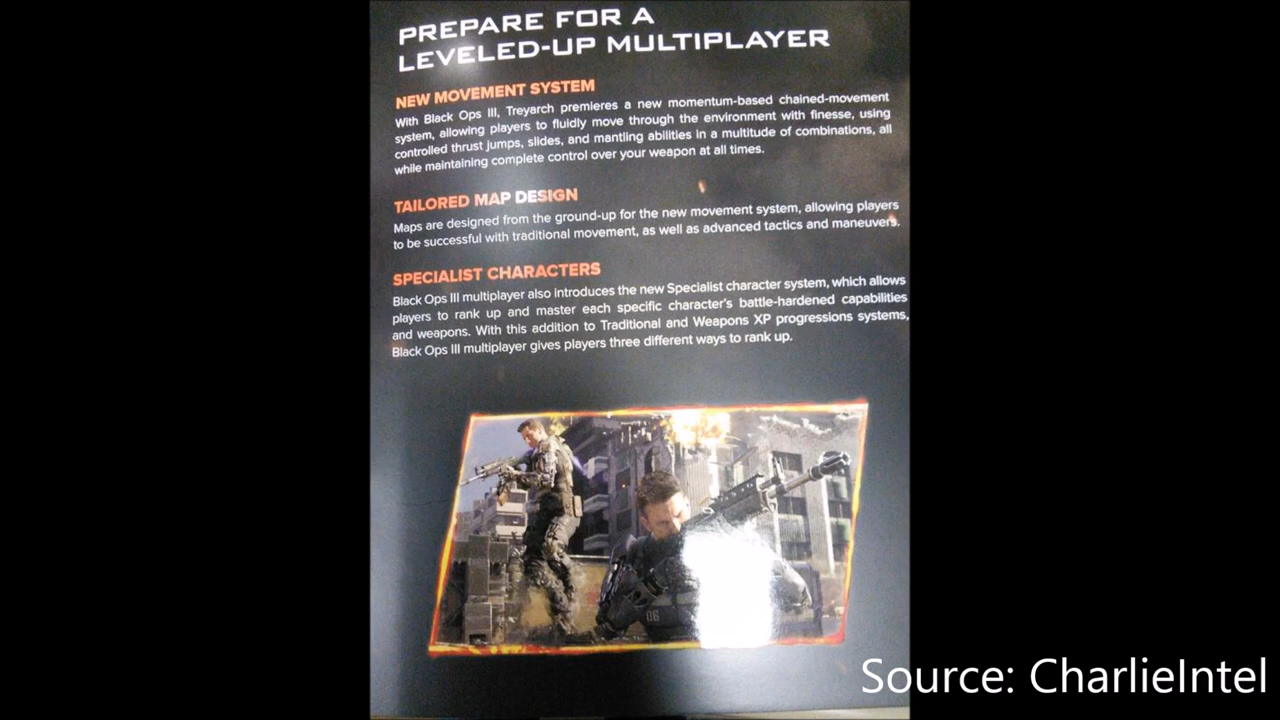 PREPARE FOR A
LEVELED-UP MULTIPLAYER
NEW MOVEMENT SYSTEM
With Black Ops III, Treyarch premieres a new momentum-based chained-movement
system, allowing players to fluidly move through the environment with finesse, using
controlled thrust jumps, slides, and mantling abilities in a multitude of combinations, all
while maintaining complete control over your weapon at all times.
TAILORED MAP DESIGN
Maps are designed from the ground-up for the new movement system, allowing players
to be successful with traditional movement, as well as advanced tactics and maneuvers.
SPECIALIST CHARACTERS
Black Ops III multiplayer also introduces the new Specialist character system, which allows
players to rank up and master each specific character's battle-hardened capabilities
and weapons. With this addition to Traditional and Weapons XP progressions systems,
Black Ops III multiplayer gives players three different ways to rank up.
06
Source: CharlieIntel